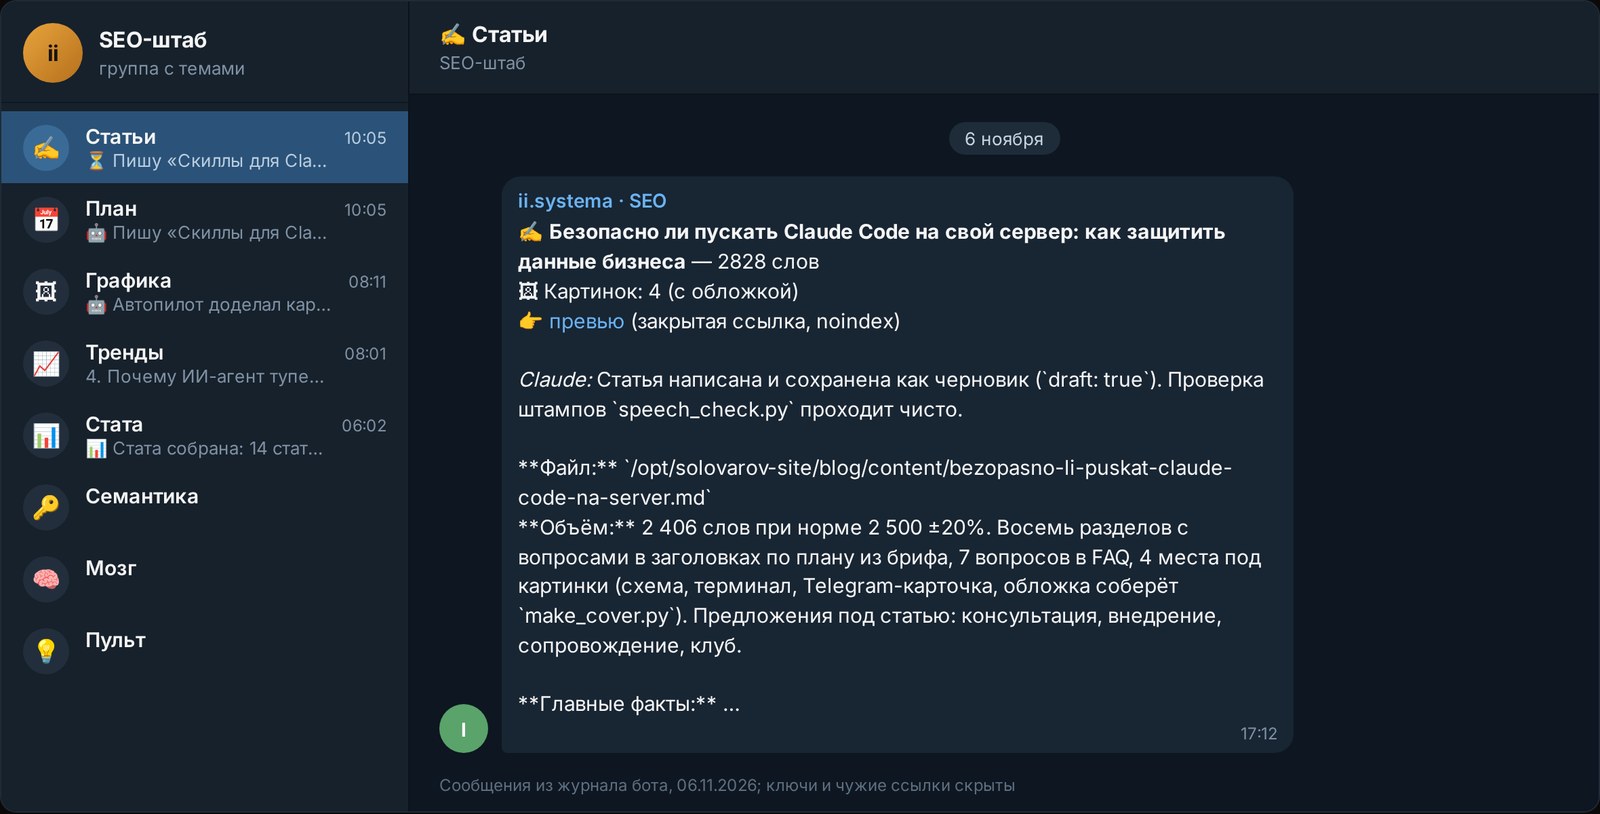 ii
SEO-штаб
группа с темами
Статьи
10:05
⏳ Пишу «Скиллы для Cla...
План
10:05
🤖 Пишу «Скиллы для Cla...
Графика
08:11
🤖 Автопилот доделал кар...
Тренды
08:01
4. Почему ИИ-агент тупе...
Стата
06:02
📊 Стата собрана: 14 стат...
Семантика
Мозг
Пульт
✍️ Статьи
SEO-штаб
6 ноября
ii.systema · SEO
✍️ Безопасно ли пускать Claude Code на свой сервер: как защитить
данные бизнеса — 2828 слов
🖼 Картинок: 4 (с обложкой)
👉 превью (закрытая ссылка, noindex)
Claude: Статья написана и сохранена как черновик (`draft: true`). Проверка
штампов `speech_check.py` проходит чисто.
**Файл:** `/opt/solovarov-site/blog/content/bezopasno-li-puskat-claude-
code-na-server.md`
**Объём:** 2 406 слов при норме 2 500 ±20%. Восемь разделов с
вопросами в заголовках по плану из брифа, 7 вопросов в FAQ, 4 места под
картинки (схема, терминал, Telegram-карточка, обложка соберёт
`make_cover.py`). Предложения под статью: консультация, внедрение,
сопровождение, клуб.
**Главные факты:** ...
I
17:12
Сообщения из журнала бота, 06.11.2026; ключи и чужие ссылки скрыты